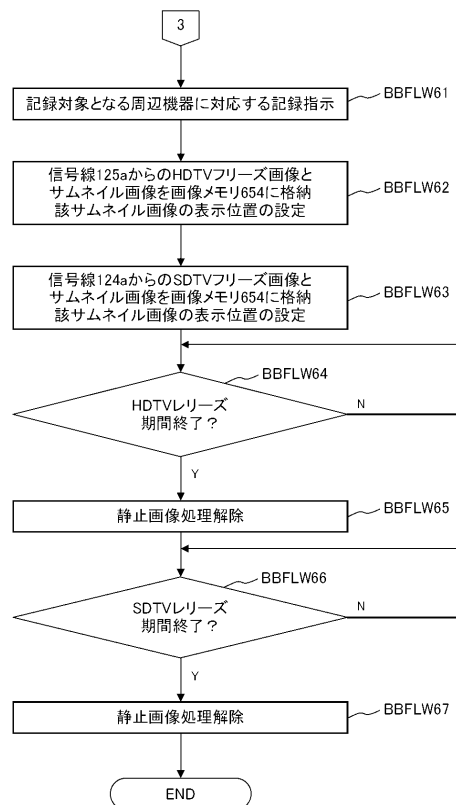 3
記録対象となる周辺機器に対応する記録指示
BBFLW61
信号線125aからのHDTVフリーズ画像と
サムネイル画像を画像メモリ654に格納
該サムネイル画像の表示位置の設定
BBFLW62
信号線124aからのSDTVフリーズ画像と
サムネイル画像を画像メモリ654に格納
該サムネイル画像の表示位置の設定
BBFLW63
BBFLW64
HDTVレリーズ
期間終了?
N
Y
静止画像処理解除
BBFLW65
BBFLW66
SDTVレリーズ
期間終了?
N
Y
静止画像処理解除
BBFLW67
END